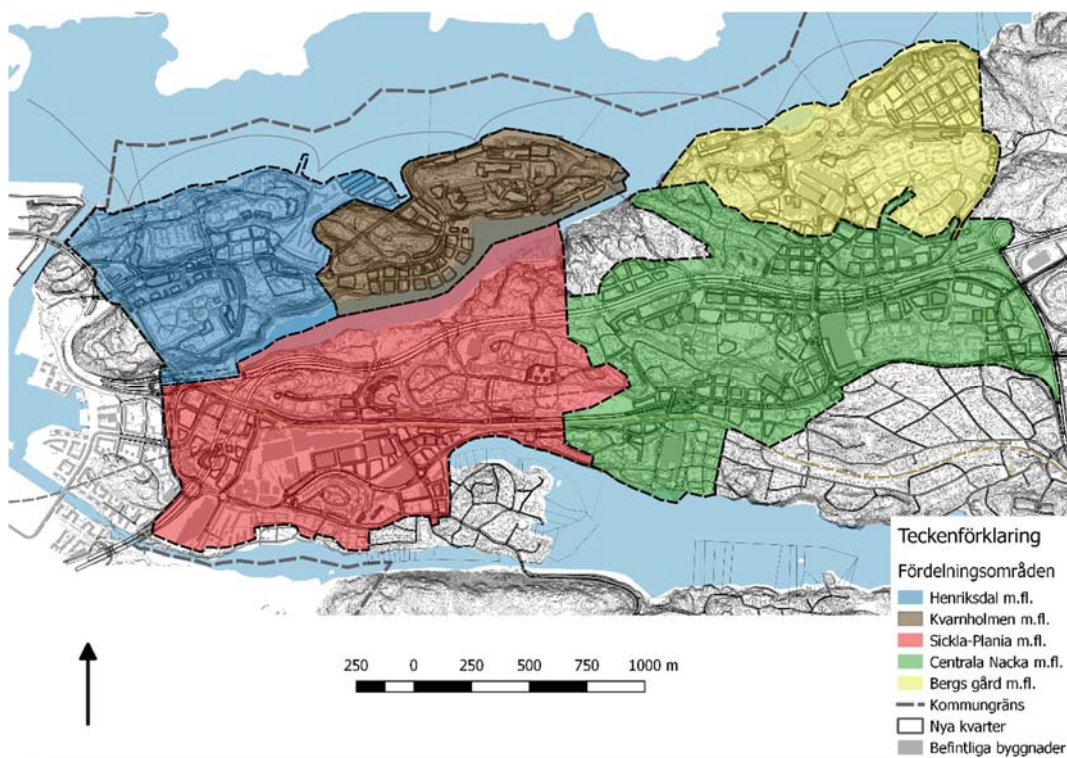 Teckenförklaring
Fördelningsområden
Henriksdal m.fl.
Kvarnholmen m.fl.
Sickla-Plania m.fl.
Centrala Nacka m.fl.
Bergs gård m.fl.
Kommungräns
Nya kvarter
Befintliga byggnader
250 0 250 500 750 1000 m